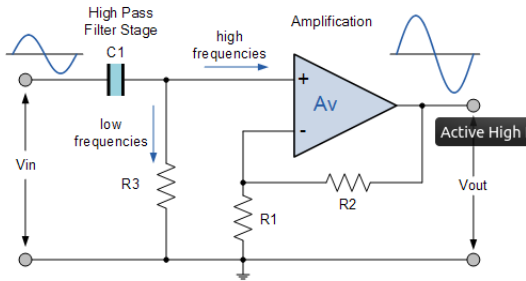 High Pass
Filter Stage
C1
high
frequencies
Amplification
+
Av
-
low
frequencies
Active High
Vin
R3
R1
R2
Vout